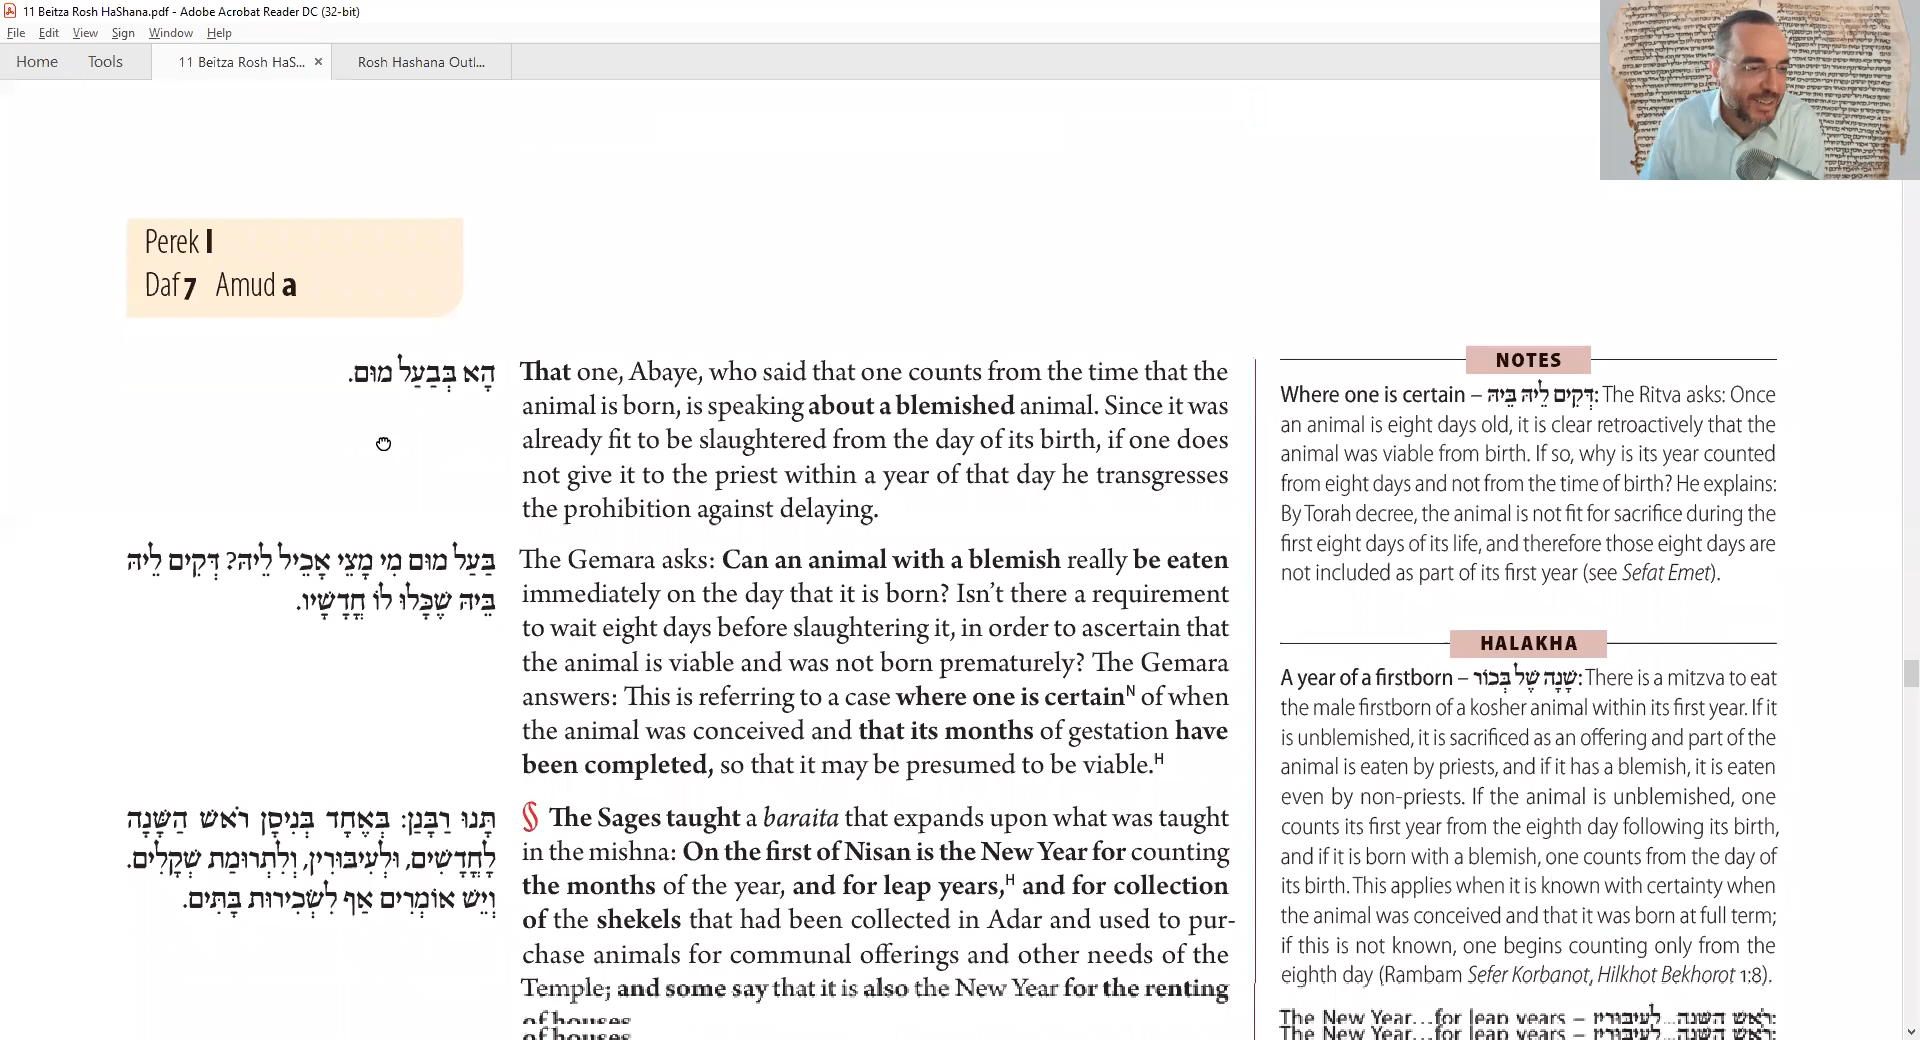 11 Beitza Rosh HaShana.pdf - Adobe Acrobat Reader DC (32-bit)
File Edit View Sign Window Help
Home Tools 11 Beitza Rosh HaS... × Rosh Hashana Outl...
Perek I
Daf 7 Amud a
הָא בְּבַעַל מוּם.
בַּעַל מוּם מִי מָצֵי אָכֵיל לֵיהּ? דְּקִים לֵיהּ
בֵּיהּ שֶׁכָּלוּ לוֹ חֳדָשָׁיו.
תָּנוּ רַבָּנַן: בְּאֶחָד בְּנִיסָן רֹאשׁ הַשָּׁנָה
לֶחֳדָשִׁים, וּלְעִיבּוּרִין, וְלִתְרוּמַת שְׁקָלִים.
וְיֵשׁ אוֹמְרִים אַף לִשְׂכִירוּת בָּתִּים.
That one, Abaye, who said that one counts from the time that the
animal is born, is speaking about a blemished animal. Since it was
already fit to be slaughtered from the day of its birth, if one does
not give it to the priest within a year of that day he transgresses
the prohibition against delaying.
The Gemara asks: Can an animal with a blemish really be eaten
immediately on the day that it is born? Isn't there a requirement
to wait eight days before slaughtering it, in order to ascertain that
the animal is viable and was not born prematurely? The Gemara
answers: This is referring to a case where one is certainᴺ of when
the animal was conceived and that its months of gestation have
been completed, so that it may be presumed to be viable.ᴴ
§ The Sages taught a baraita that expands upon what was taught
in the mishna: On the first of Nisan is the New Year for counting
the months of the year, and for leap years,ᴴ and for collection
of the shekels that had been collected in Adar and used to pur-
chase animals for communal offerings and other needs of the
Temple; and some say that it is also the New Year for the renting
of houses
NOTES
Where one is certain – דְּקִים לֵיהּ בֵּיהּ: The Ritva asks: Once
an animal is eight days old, it is clear retroactively that the
animal was viable from birth. If so, why is its year counted
from eight days and not from the time of birth? He explains:
By Torah decree, the animal is not fit for sacrifice during the
first eight days of its life, and therefore those eight days are
not included as part of its first year (see Sefat Emet).
HALAKHA
A year of a firstborn – שָׁנָה שֶׁל בְּכוֹר: There is a mitzva to eat
the male firstborn of a kosher animal within its first year. If it
is unblemished, it is sacrificed as an offering and part of the
animal is eaten by priests, and if it has a blemish, it is eaten
even by non-priests. If the animal is unblemished, one
counts its first year from the eighth day following its birth,
and if it is born with a blemish, one counts from the day of
its birth. This applies when it is known with certainty when
the animal was conceived and that it was born at full term;
if this is not known, one begins counting only from the
eighth day (Rambam Sefer Korbanot, Hilkhot Bekhorot 1:8).
The New Year…for leap years – רֹאשׁ הַשָּׁנָה…לְעִיבּוּרִין: